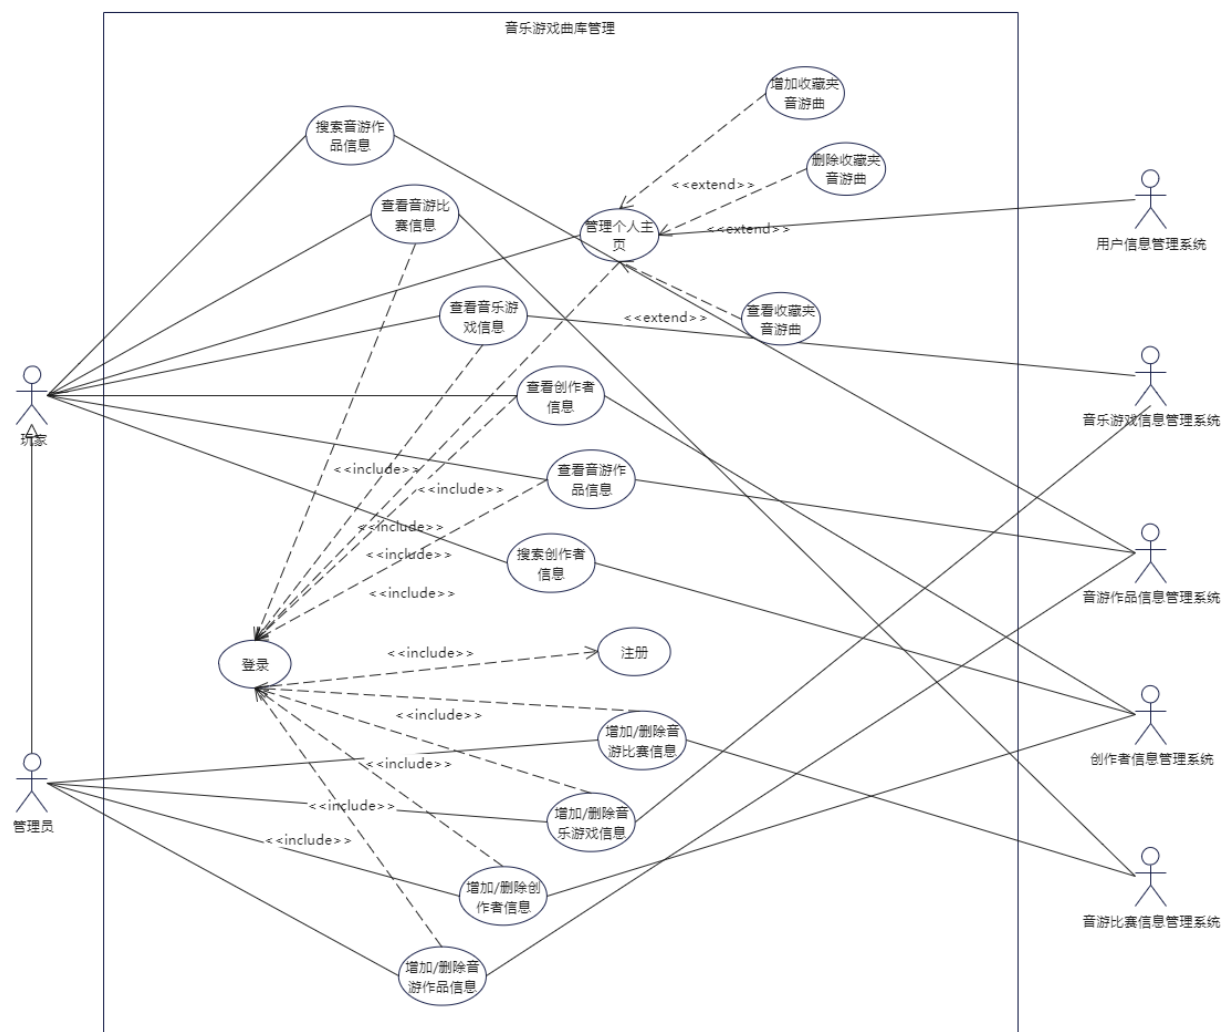 音乐游戏曲库管理
增加收藏夹
音游曲
搜索音游作
品信息
删除收藏夹
音游曲
<<extend>>
查看音游比
赛信息
管理个人主
页
<<extend>>
用户信息管理系统
查看音乐游
戏信息
<<extend>>
查看收藏夹
音游曲
查看创作者
信息
音乐游戏信息管理系统
玩家
<<include>>
<<include>>
查看音游作
品信息
<<include>>
<<include>>
搜索创作者
信息
<<include>>
音游作品信息管理系统
登录
<<include>>
注册
<<include>>
增加/删除音
游比赛信息
<<include>>
创作者信息管理系统
<<include>>
增加/删除音
乐游戏信息
管理员
<<include>>
增加/删除创
作者信息
音游比赛信息管理系统
增加/删除音
游作品信息